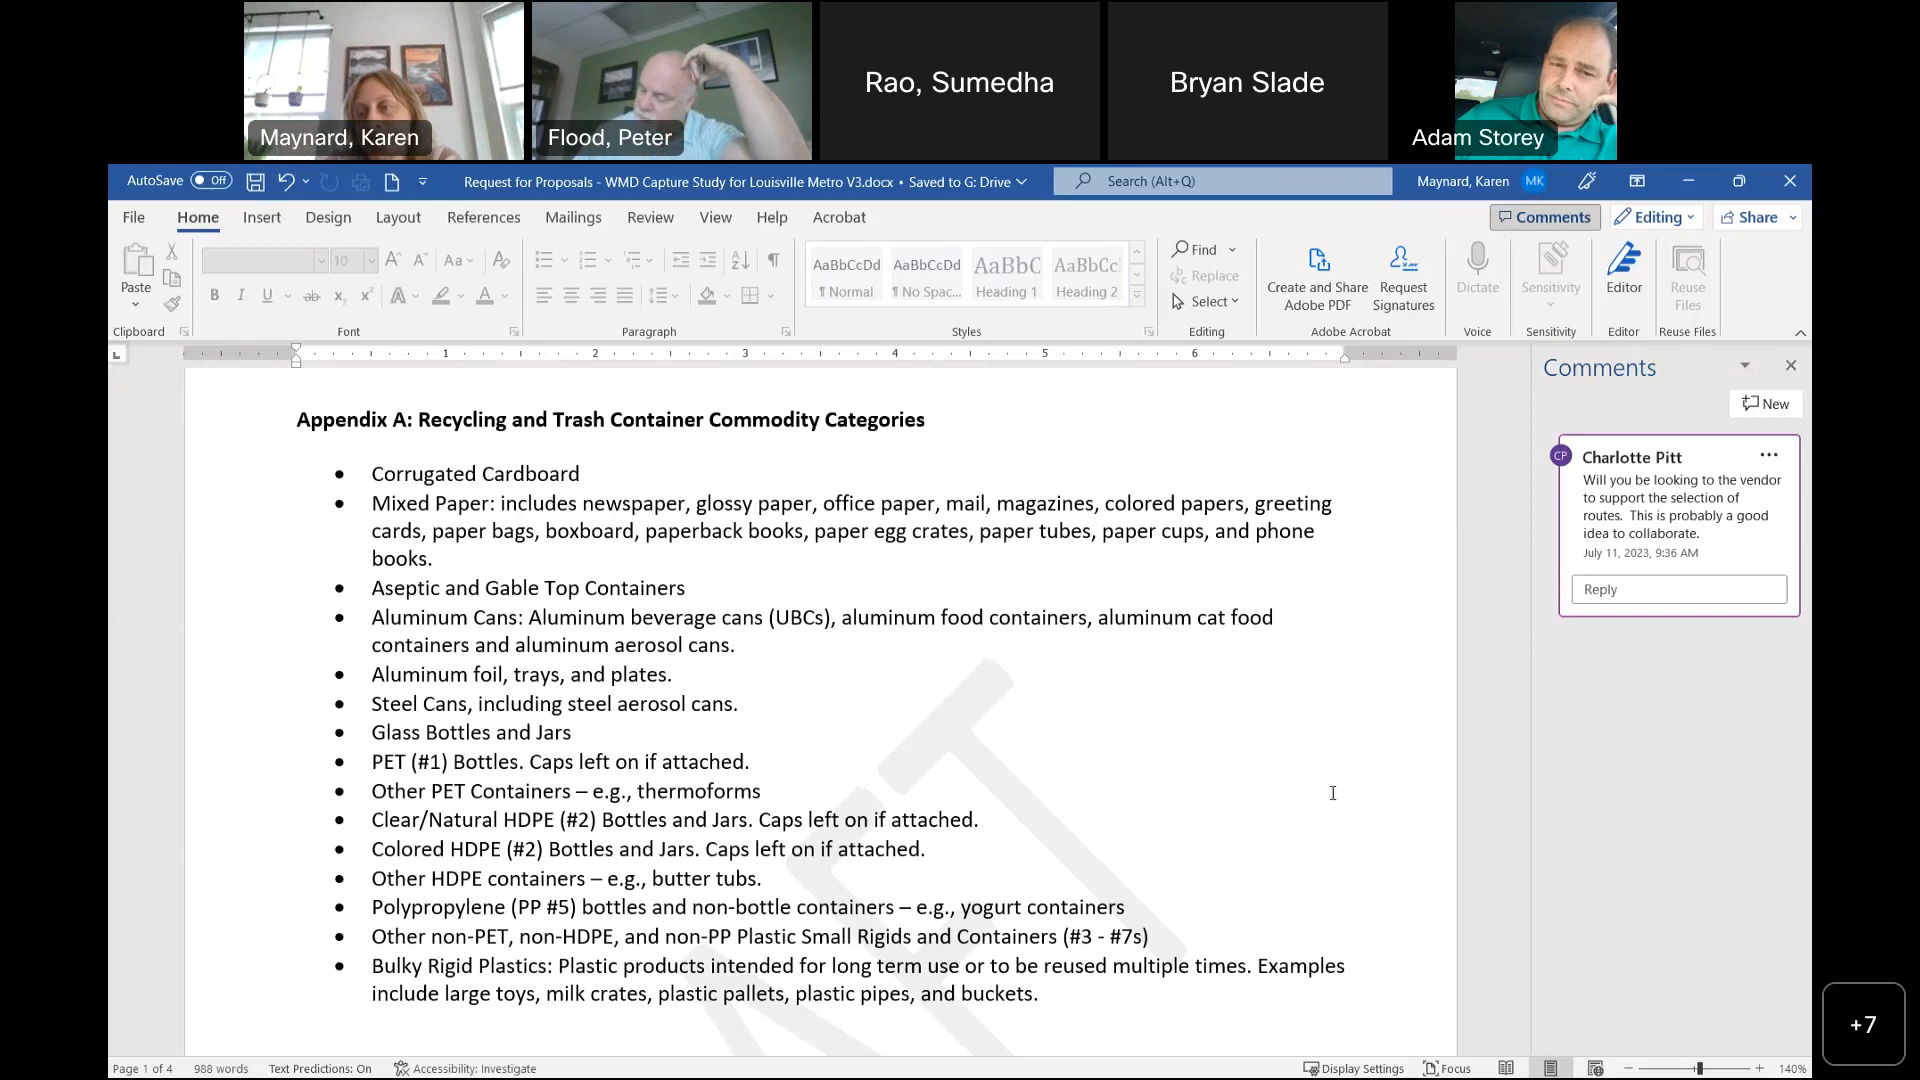 Maynard, Karen
Flood, Peter
Rao, Sumedha
Bryan Slade
Adam Storey
AutoSave Off
Request for Proposals - WMD Capture Study for Louisville Metro V3.docx • Saved to G: Drive
Search (Alt+Q)
Maynard, Karen MK
File Home Insert Design Layout References Mailings Review View Help Acrobat
Comments Editing Share
Paste
Clipboard
10
Aa
B I U ab x₂ x² A A
Font
Paragraph
AaBbCcDd AaBbCcDd AaBbC AaBbCc
¶ Normal ¶ No Spac... Heading 1 Heading 2
Styles
Find
Replace
Select
Editing
Create and Share
Adobe PDF
Request
Signatures
Adobe Acrobat
Dictate
Voice
Sensitivity
Sensitivity
Editor
Editor
Reuse
Files
Reuse Files
1 2 3 4 5 6
Appendix A: Recycling and Trash Container Commodity Categories
• Corrugated Cardboard
• Mixed Paper: includes newspaper, glossy paper, office paper, mail, magazines, colored papers, greeting
cards, paper bags, boxboard, paperback books, paper egg crates, paper tubes, paper cups, and phone
books.
• Aseptic and Gable Top Containers
• Aluminum Cans: Aluminum beverage cans (UBCs), aluminum food containers, aluminum cat food
containers and aluminum aerosol cans.
• Aluminum foil, trays, and plates.
• Steel Cans, including steel aerosol cans.
• Glass Bottles and Jars
• PET (#1) Bottles. Caps left on if attached.
• Other PET Containers – e.g., thermoforms
• Clear/Natural HDPE (#2) Bottles and Jars. Caps left on if attached.
• Colored HDPE (#2) Bottles and Jars. Caps left on if attached.
• Other HDPE containers – e.g., butter tubs.
• Polypropylene (PP #5) bottles and non-bottle containers – e.g., yogurt containers
• Other non-PET, non-HDPE, and non-PP Plastic Small Rigids and Containers (#3 - #7s)
• Bulky Rigid Plastics: Plastic products intended for long term use or to be reused multiple times. Examples
include large toys, milk crates, plastic pallets, plastic pipes, and buckets.
Comments
New
CP Charlotte Pitt
Will you be looking to the vendor
to support the selection of
routes. This is probably a good
idea to collaborate.
July 11, 2023, 9:36 AM
Reply
+7
Page 1 of 4 988 words Text Predictions: On Accessibility: Investigate Display Settings Focus 140%